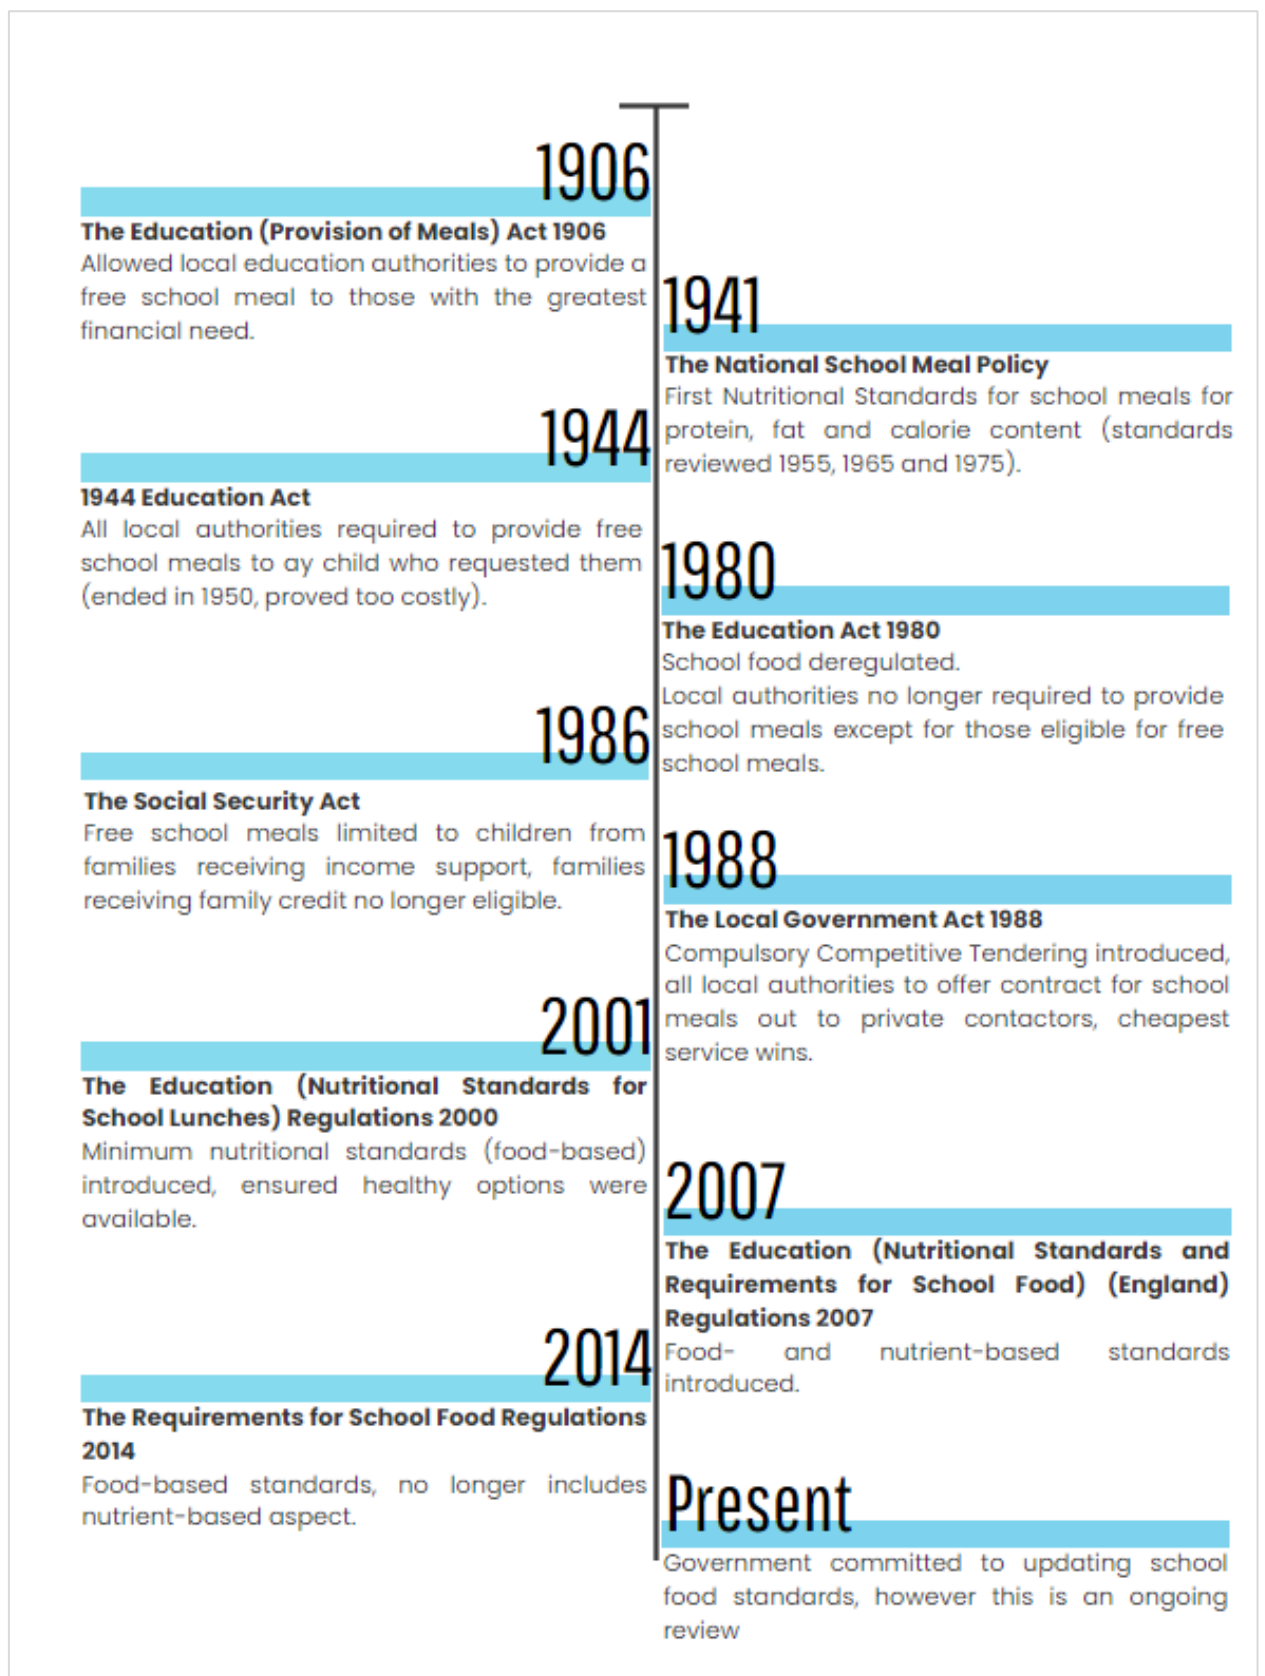 1906
The Education (Provision of Meals) Act 1906
Allowed local education authorities to provide a
free school meal to those with the greatest
financial need.
1941
The National School Meal Policy
First Nutritional Standards for school meals for
protein, fat and calorie content (standards
reviewed 1955, 1965 and 1975).
1944
1944 Education Act
All local authorities required to provide free
school meals to ay child who requested them
(ended in 1950, proved too costly).
1980
The Education Act 1980
School food deregulated.
Local authorities no longer required to provide
school meals except for those eligible for free
school meals.
1986
The Social Security Act
Free school meals limited to children from
families receiving income support, families
receiving family credit no longer eligible.
1988
The Local Government Act 1988
Compulsory Competitive Tendering introduced,
all local authorities to offer contract for school
meals out to private contactors, cheapest
service wins.
2001
The Education (Nutritional Standards for
School Lunches) Regulations 2000
Minimum nutritional standards (food-based)
introduced, ensured healthy options were
available.
2007
The Education (Nutritional Standards and
Requirements for School Food) (England)
Regulations 2007
Food- and nutrient-based standards
introduced.
2014
The Requirements for School Food Regulations
2014
Food-based standards, no longer includes
nutrient-based aspect.
Present
Government committed to updating school
food standards, however this is an ongoing
review